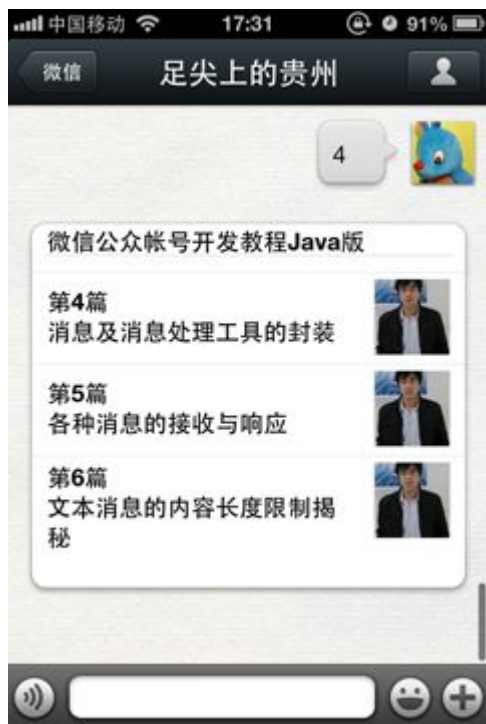 中国移动 17:31 91%
微信 足尖上的贵州
4
微信公众帐号开发教程Java版
第4篇
消息及消息处理工具的封装
第5篇
各种消息的接收与响应
第6篇
文本消息的内容长度限制揭
秘